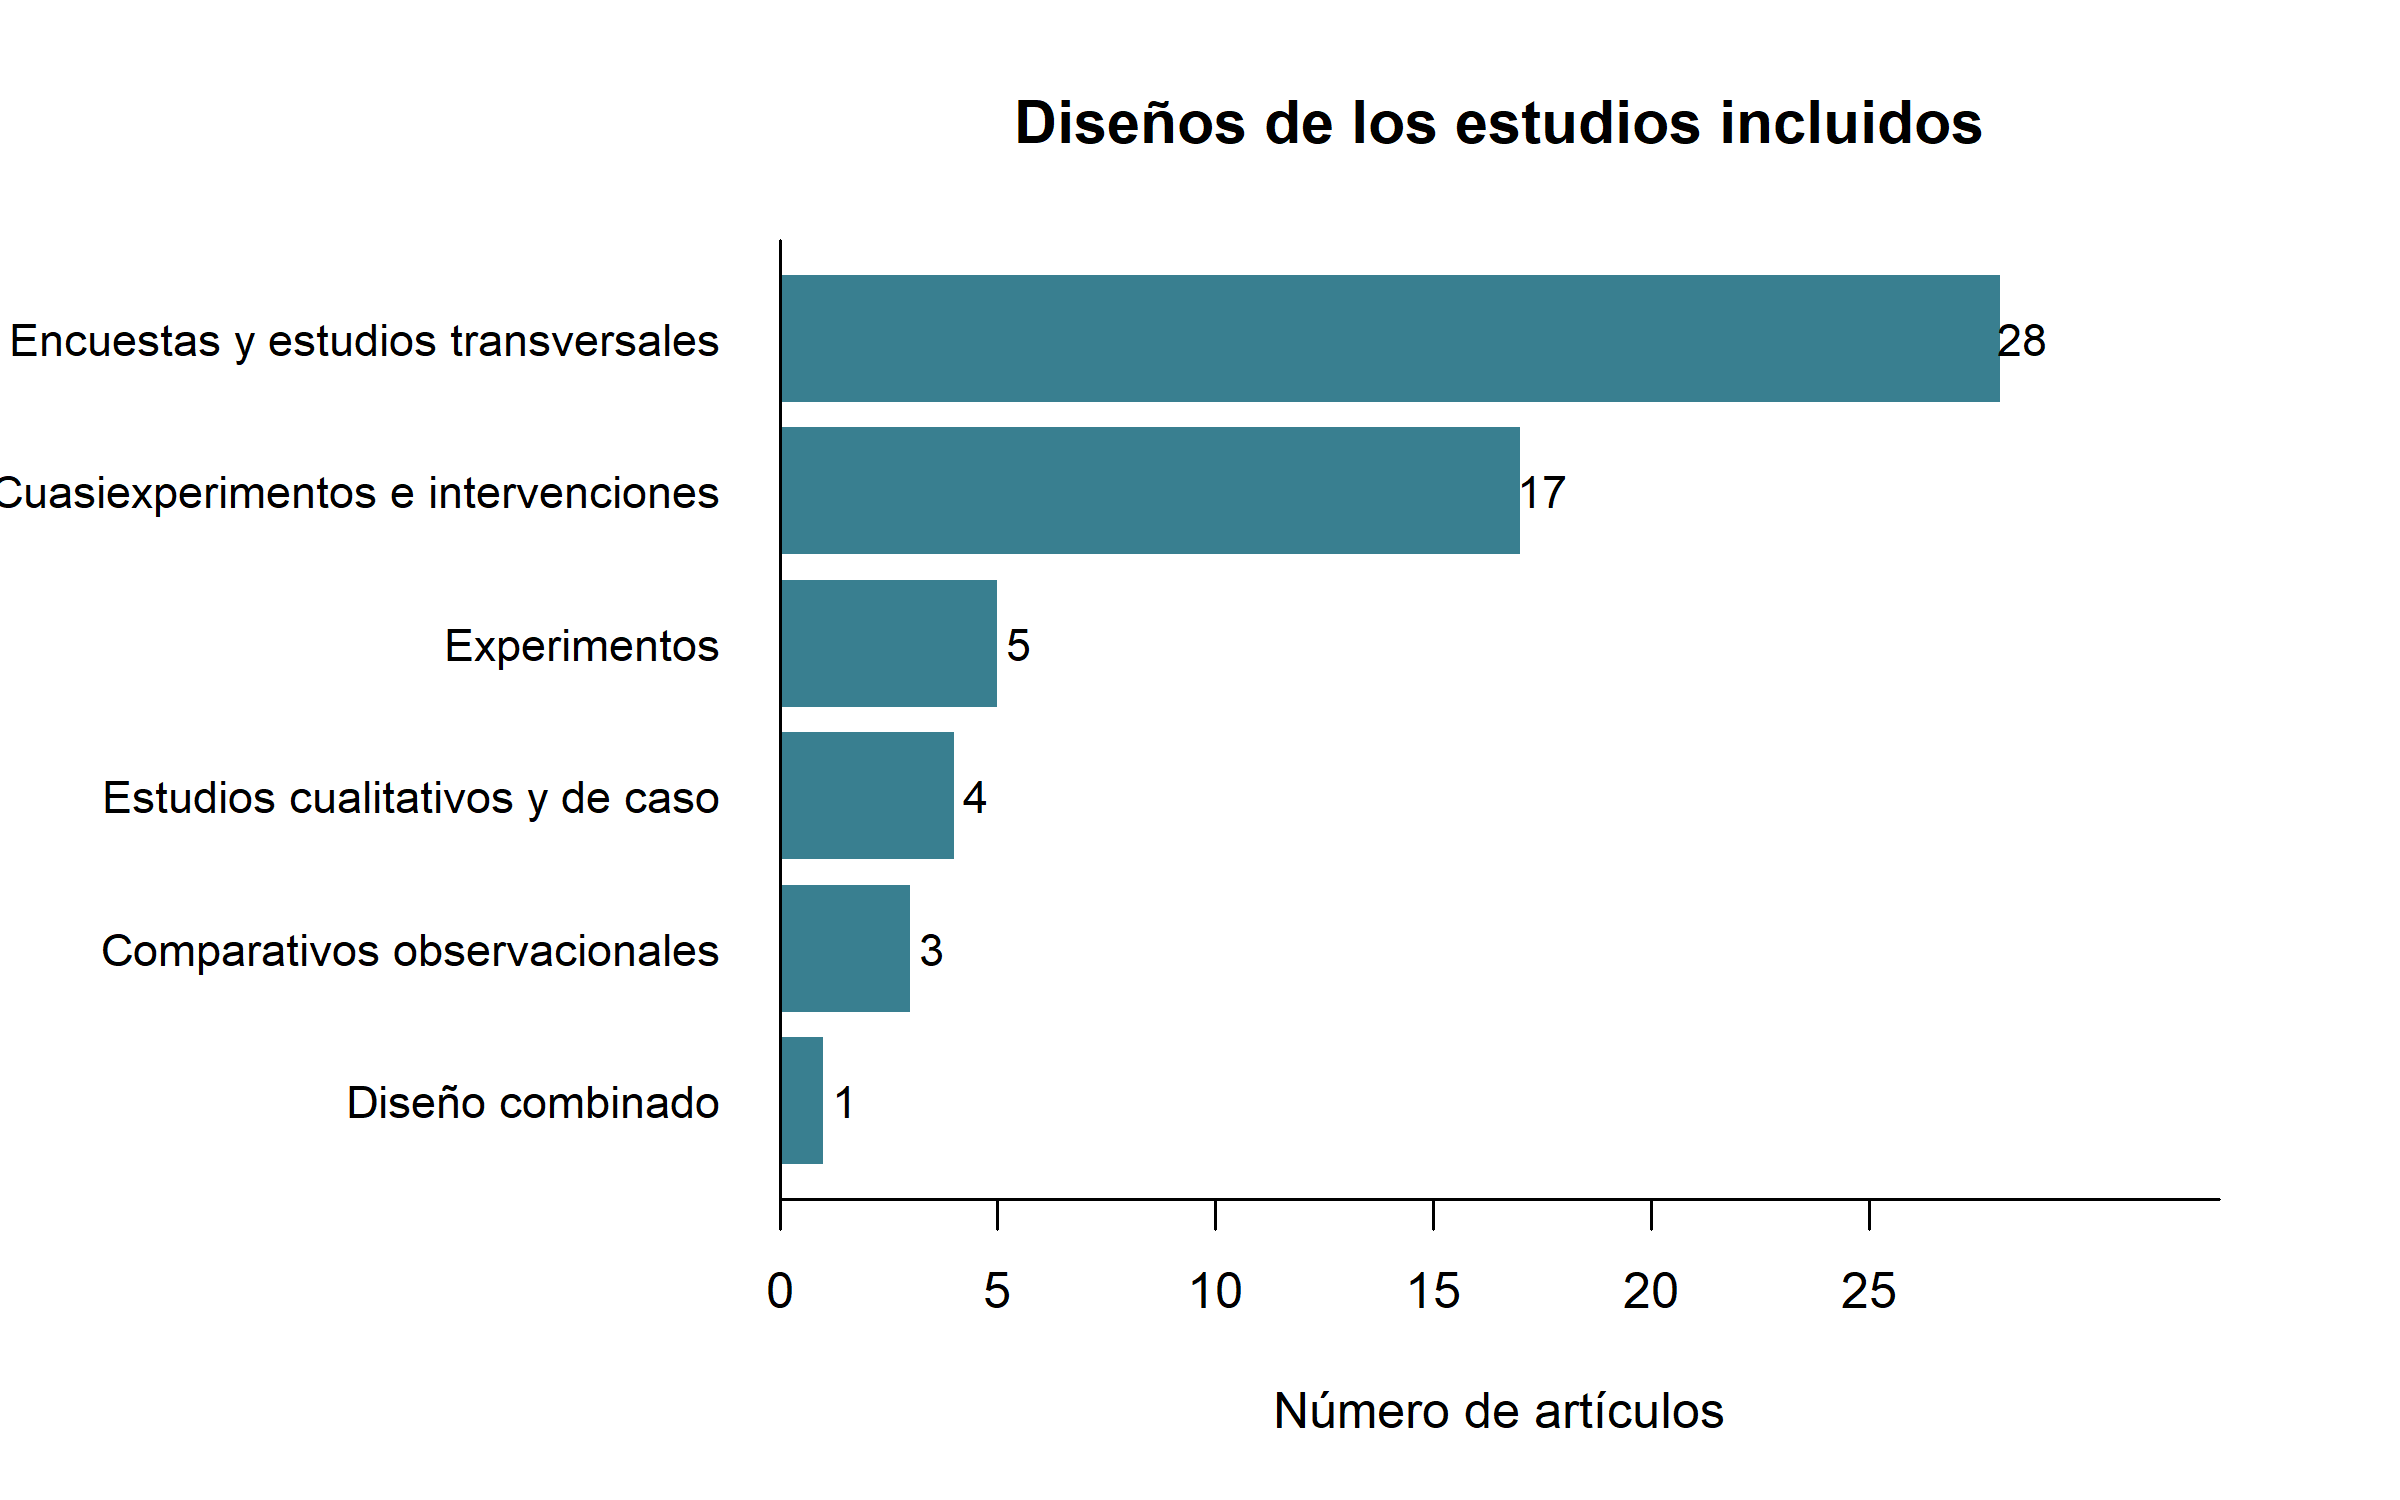 Diseños de los estudios incluidos
Encuestas y estudios transversales 28
Cuasiexperimentos e intervenciones 17
Experimentos 5
Estudios cualitativos y de caso 4
Comparativos observacionales 3
Diseño combinado 1
0 5 10 15 20 25
Número de artículos